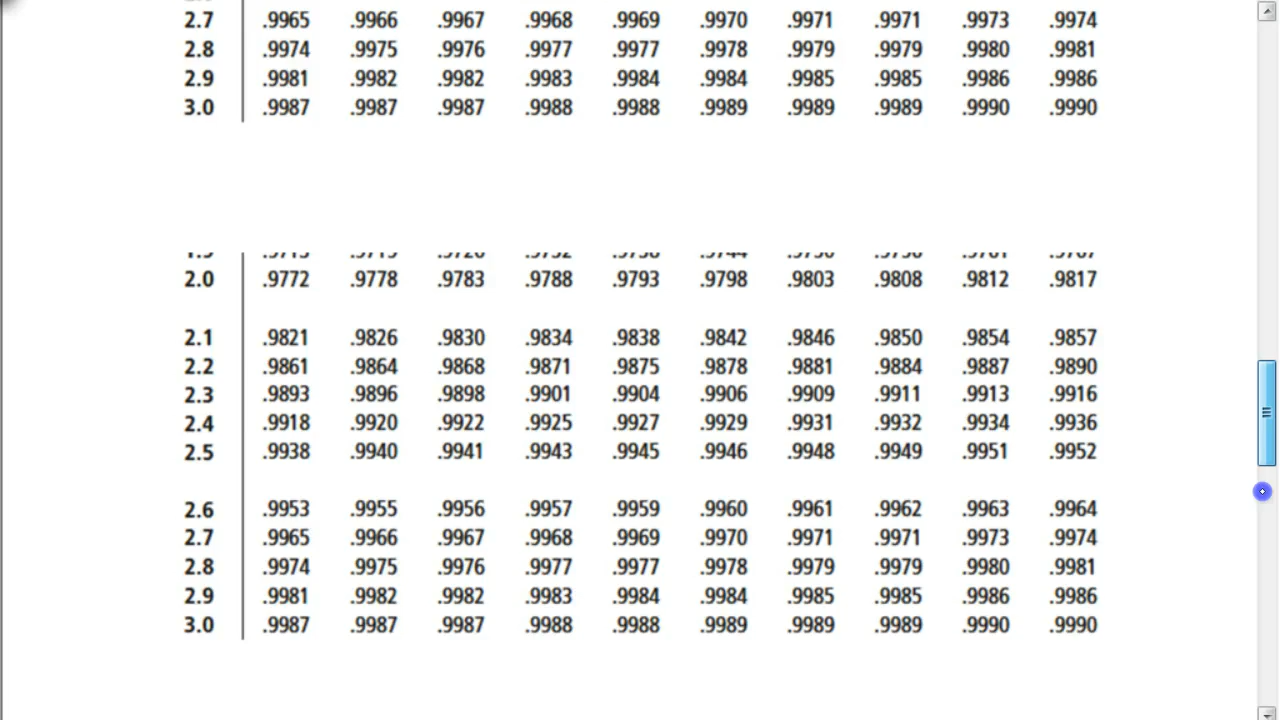 2.7 .9965 .9966 .9967 .9968 .9969 .9970 .9971 .9971 .9973 .9974
2.8 .9974 .9975 .9976 .9977 .9977 .9978 .9979 .9979 .9980 .9981
2.9 .9981 .9982 .9982 .9983 .9984 .9984 .9985 .9985 .9986 .9986
3.0 .9987 .9987 .9987 .9988 .9988 .9989 .9989 .9989 .9990 .9990
2.0 .9772 .9778 .9783 .9788 .9793 .9798 .9803 .9808 .9812 .9817
2.1 .9821 .9826 .9830 .9834 .9838 .9842 .9846 .9850 .9854 .9857
2.2 .9861 .9864 .9868 .9871 .9875 .9878 .9881 .9884 .9887 .9890
2.3 .9893 .9896 .9898 .9901 .9904 .9906 .9909 .9911 .9913 .9916
2.4 .9918 .9920 .9922 .9925 .9927 .9929 .9931 .9932 .9934 .9936
2.5 .9938 .9940 .9941 .9943 .9945 .9946 .9948 .9949 .9951 .9952
2.6 .9953 .9955 .9956 .9957 .9959 .9960 .9961 .9962 .9963 .9964
2.7 .9965 .9966 .9967 .9968 .9969 .9970 .9971 .9971 .9973 .9974
2.8 .9974 .9975 .9976 .9977 .9977 .9978 .9979 .9979 .9980 .9981
2.9 .9981 .9982 .9982 .9983 .9984 .9984 .9985 .9985 .9986 .9986
3.0 .9987 .9987 .9987 .9988 .9988 .9989 .9989 .9989 .9990 .9990